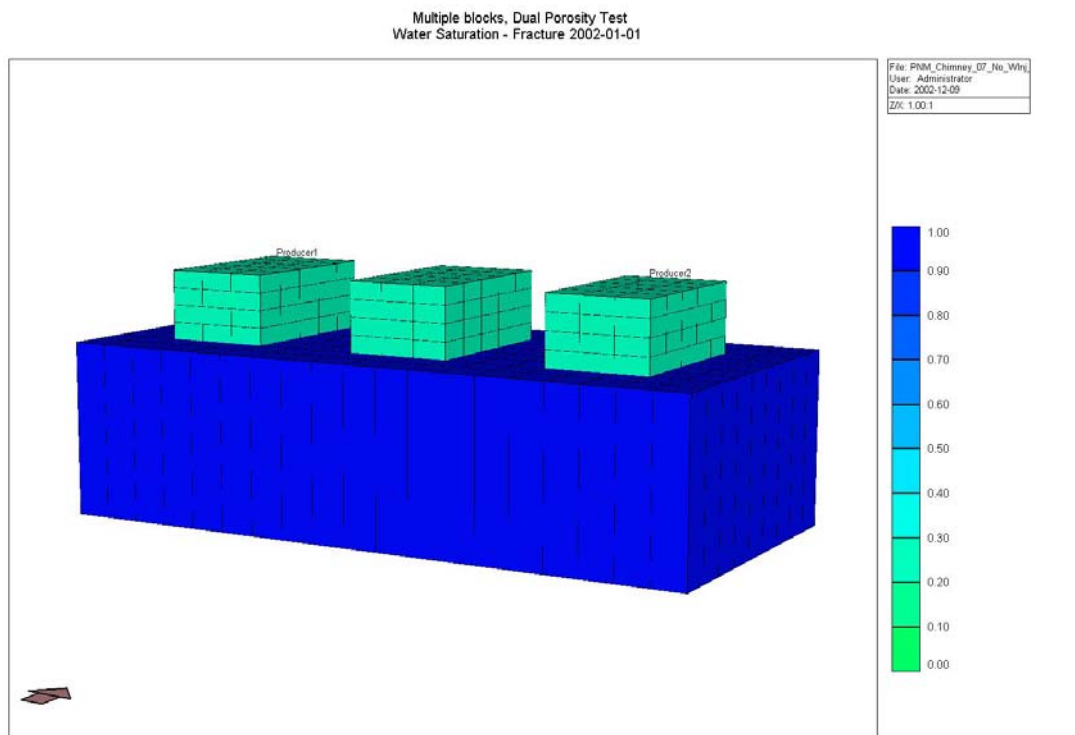 Multiple blocks, Dual Porosity Test
Water Saturation - Fracture 2002-01-01
File: PNM_Chimney_07_No_WInj_
User: Administrator
Date: 2002-12-09
Z/X: 1.00:1
Producer1
Producer2
1.00
0.90
0.80
0.70
0.60
0.50
0.40
0.30
0.20
0.10
0.00